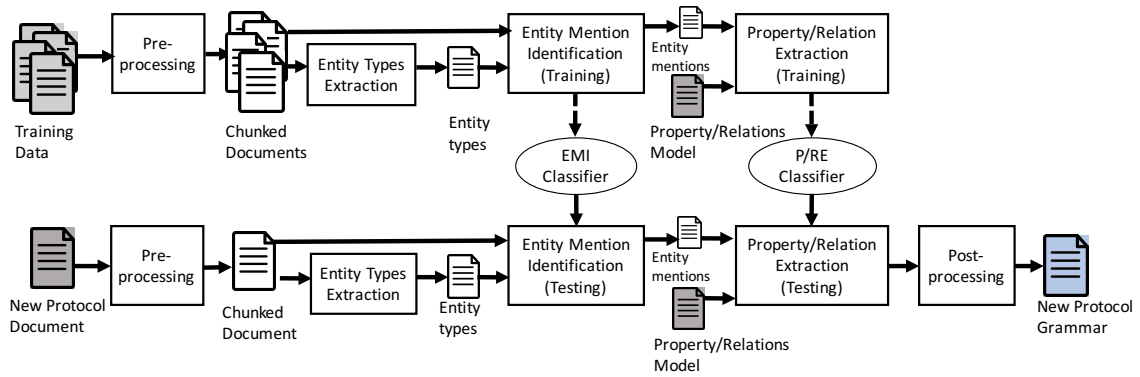 Training
Data
Pre-
processing
Chunked
Documents
Entity Types
Extraction
Entity
types
Entity Mention
Identification
(Training)
Entity
mentions
Property/Relations
Model
Property/Relation
Extraction
(Training)
EMI
Classifier
P/RE
Classifier
New Protocol
Document
Pre-
processing
Chunked
Document
Entity Types
Extraction
Entity
types
Entity Mention
Identification
(Testing)
Entity
mentions
Property/Relations
Model
Property/Relation
Extraction
(Testing)
Post-
processing
New Protocol
Grammar